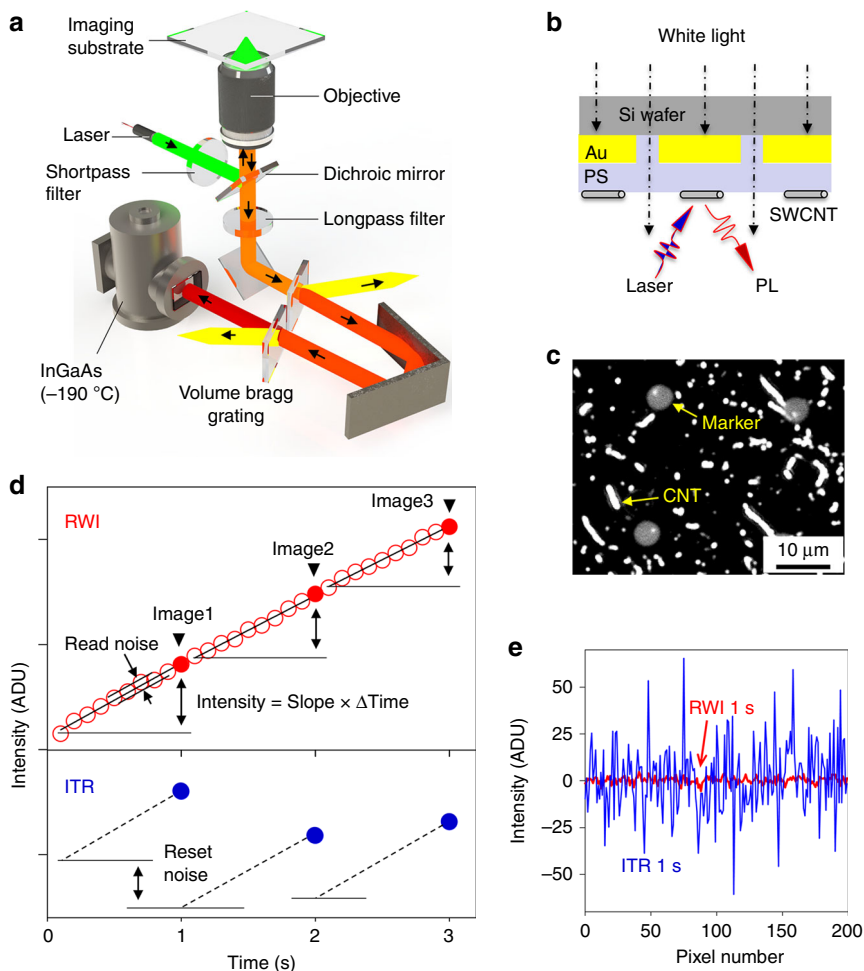 a
Imaging
substrate
Objective
Laser
Shortpass
filter
Dichroic mirror
Longpass filter
InGaAs
(–190 °C)
Volume bragg
grating
b
White light
Si wafer
Au
PS
SWCNT
Laser
PL
c
Marker
CNT
10 μm
d
RWI
Image3
Image2
Image1
Read noise
Intensity = Slope × ΔTime
Intensity (ADU)
ITR
Reset
noise
0
1
2
3
Time (s)
e
50
25
0
–25
–50
Intensity (ADU)
RWI 1 s
ITR 1 s
0
50
100
150
200
Pixel number